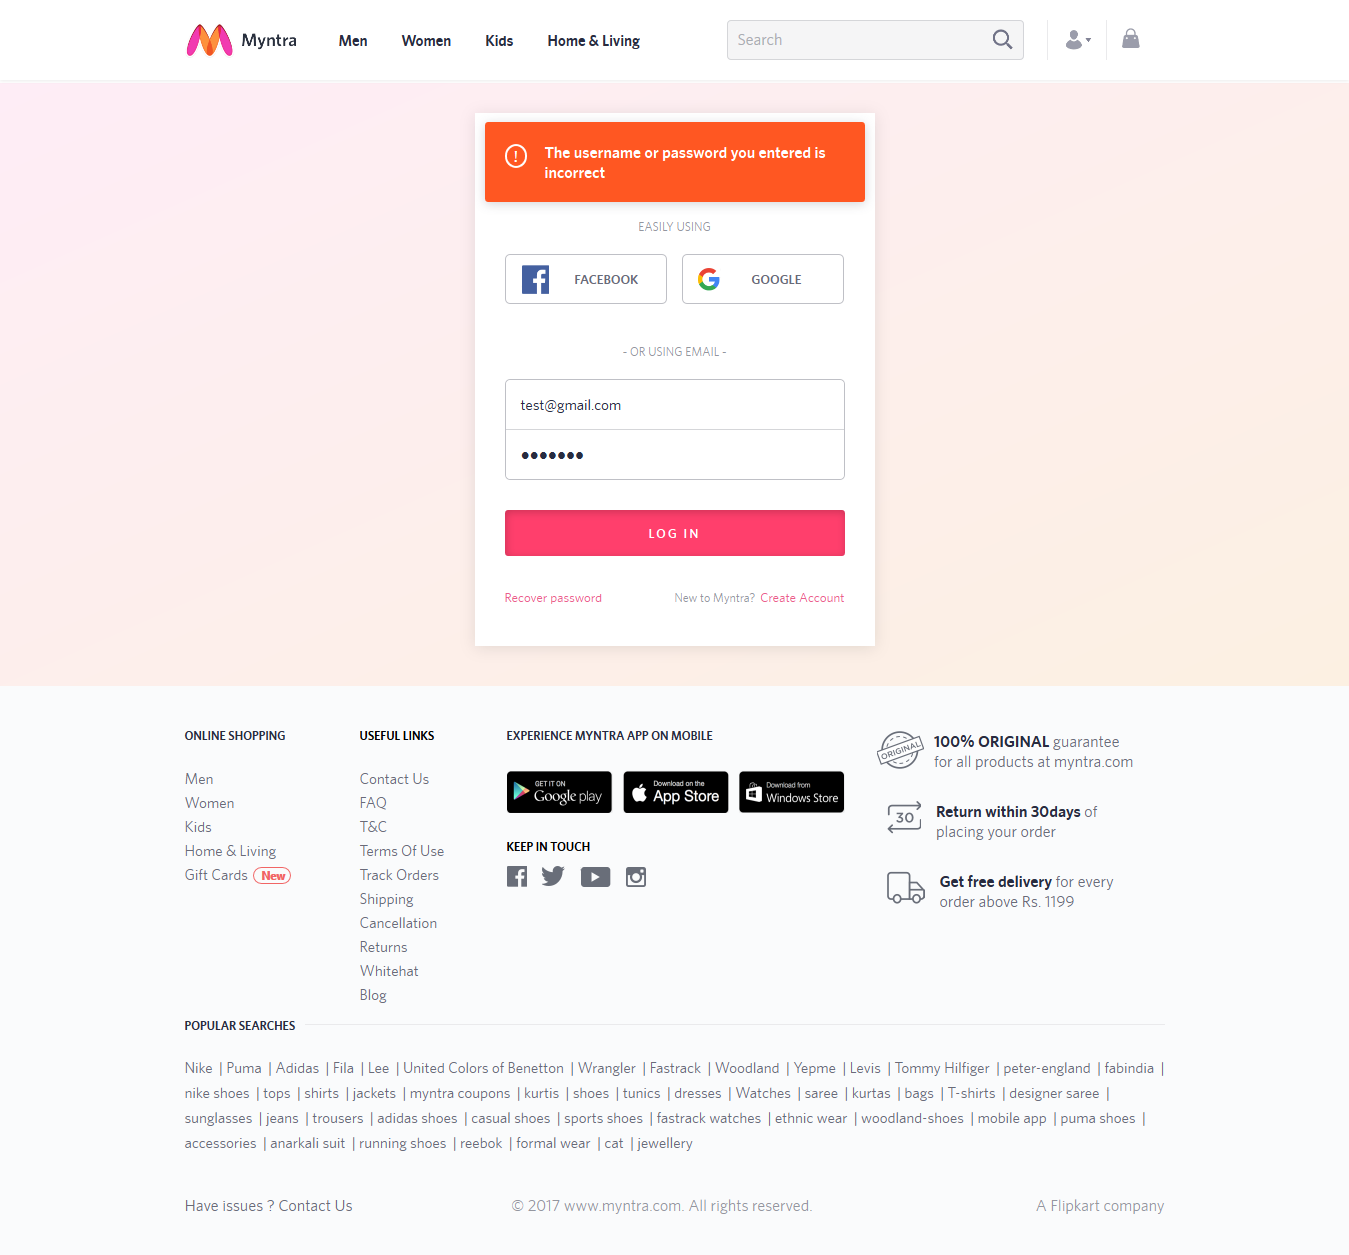 Myntra Men Women Kids Home & Living Search
The username or password you entered is
incorrect
EASILY USING
FACEBOOK GOOGLE
- OR USING EMAIL -
test@gmail.com
•••••••
LOG IN
Recover password New to Myntra? Create Account
ONLINE SHOPPING
Men
Women
Kids
Home & Living
Gift Cards New
USEFUL LINKS
Contact Us
FAQ
T&C
Terms Of Use
Track Orders
Shipping
Cancellation
Returns
Whitehat
Blog
EXPERIENCE MYNTRA APP ON MOBILE
GET IT ON
Google play
Download on the
App Store
Download from
Windows Store
KEEP IN TOUCH
ORIGINAL
100% ORIGINAL guarantee
for all products at myntra.com
30
Return within 30days of
placing your order
Get free delivery for every
order above Rs. 1199
POPULAR SEARCHES
Nike | Puma | Adidas | Fila | Lee | United Colors of Benetton | Wrangler | Fastrack | Woodland | Yepme | Levis | Tommy Hilfiger | peter-england | fabindia |
nike shoes | tops | shirts | jackets | myntra coupons | kurtis | shoes | tunics | dresses | Watches | saree | kurtas | bags | T-shirts | designer saree |
sunglasses | jeans | trousers | adidas shoes | casual shoes | sports shoes | fastrack watches | ethnic wear | woodland-shoes | mobile app | puma shoes |
accessories | anarkali suit | running shoes | reebok | formal wear | cat | jewellery
Have issues ? Contact Us © 2017 www.myntra.com. All rights reserved. A Flipkart company